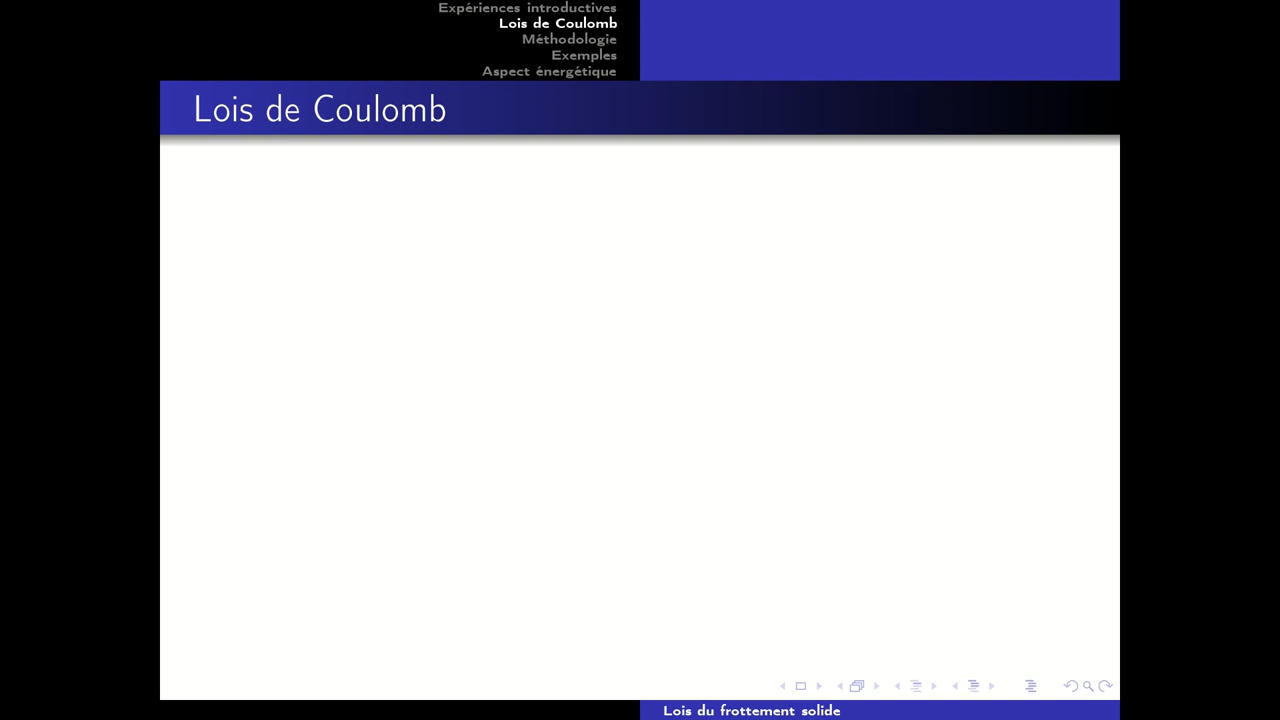 Expériences introductives
Lois de Coulomb
Méthodologie
Exemples
Aspect énergétique
Lois de Coulomb
Lois du frottement solide